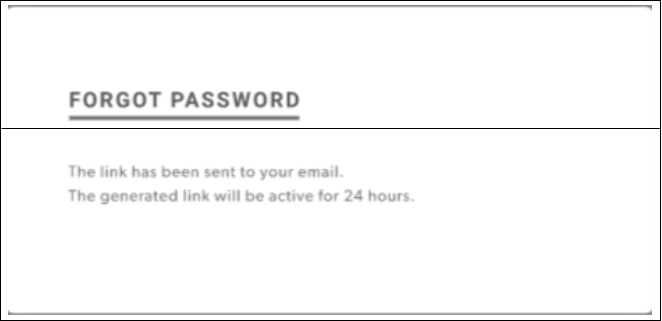 FORGOT PASSWORD
The link has been sent to your email.
The generated link will be active for 24 hours.